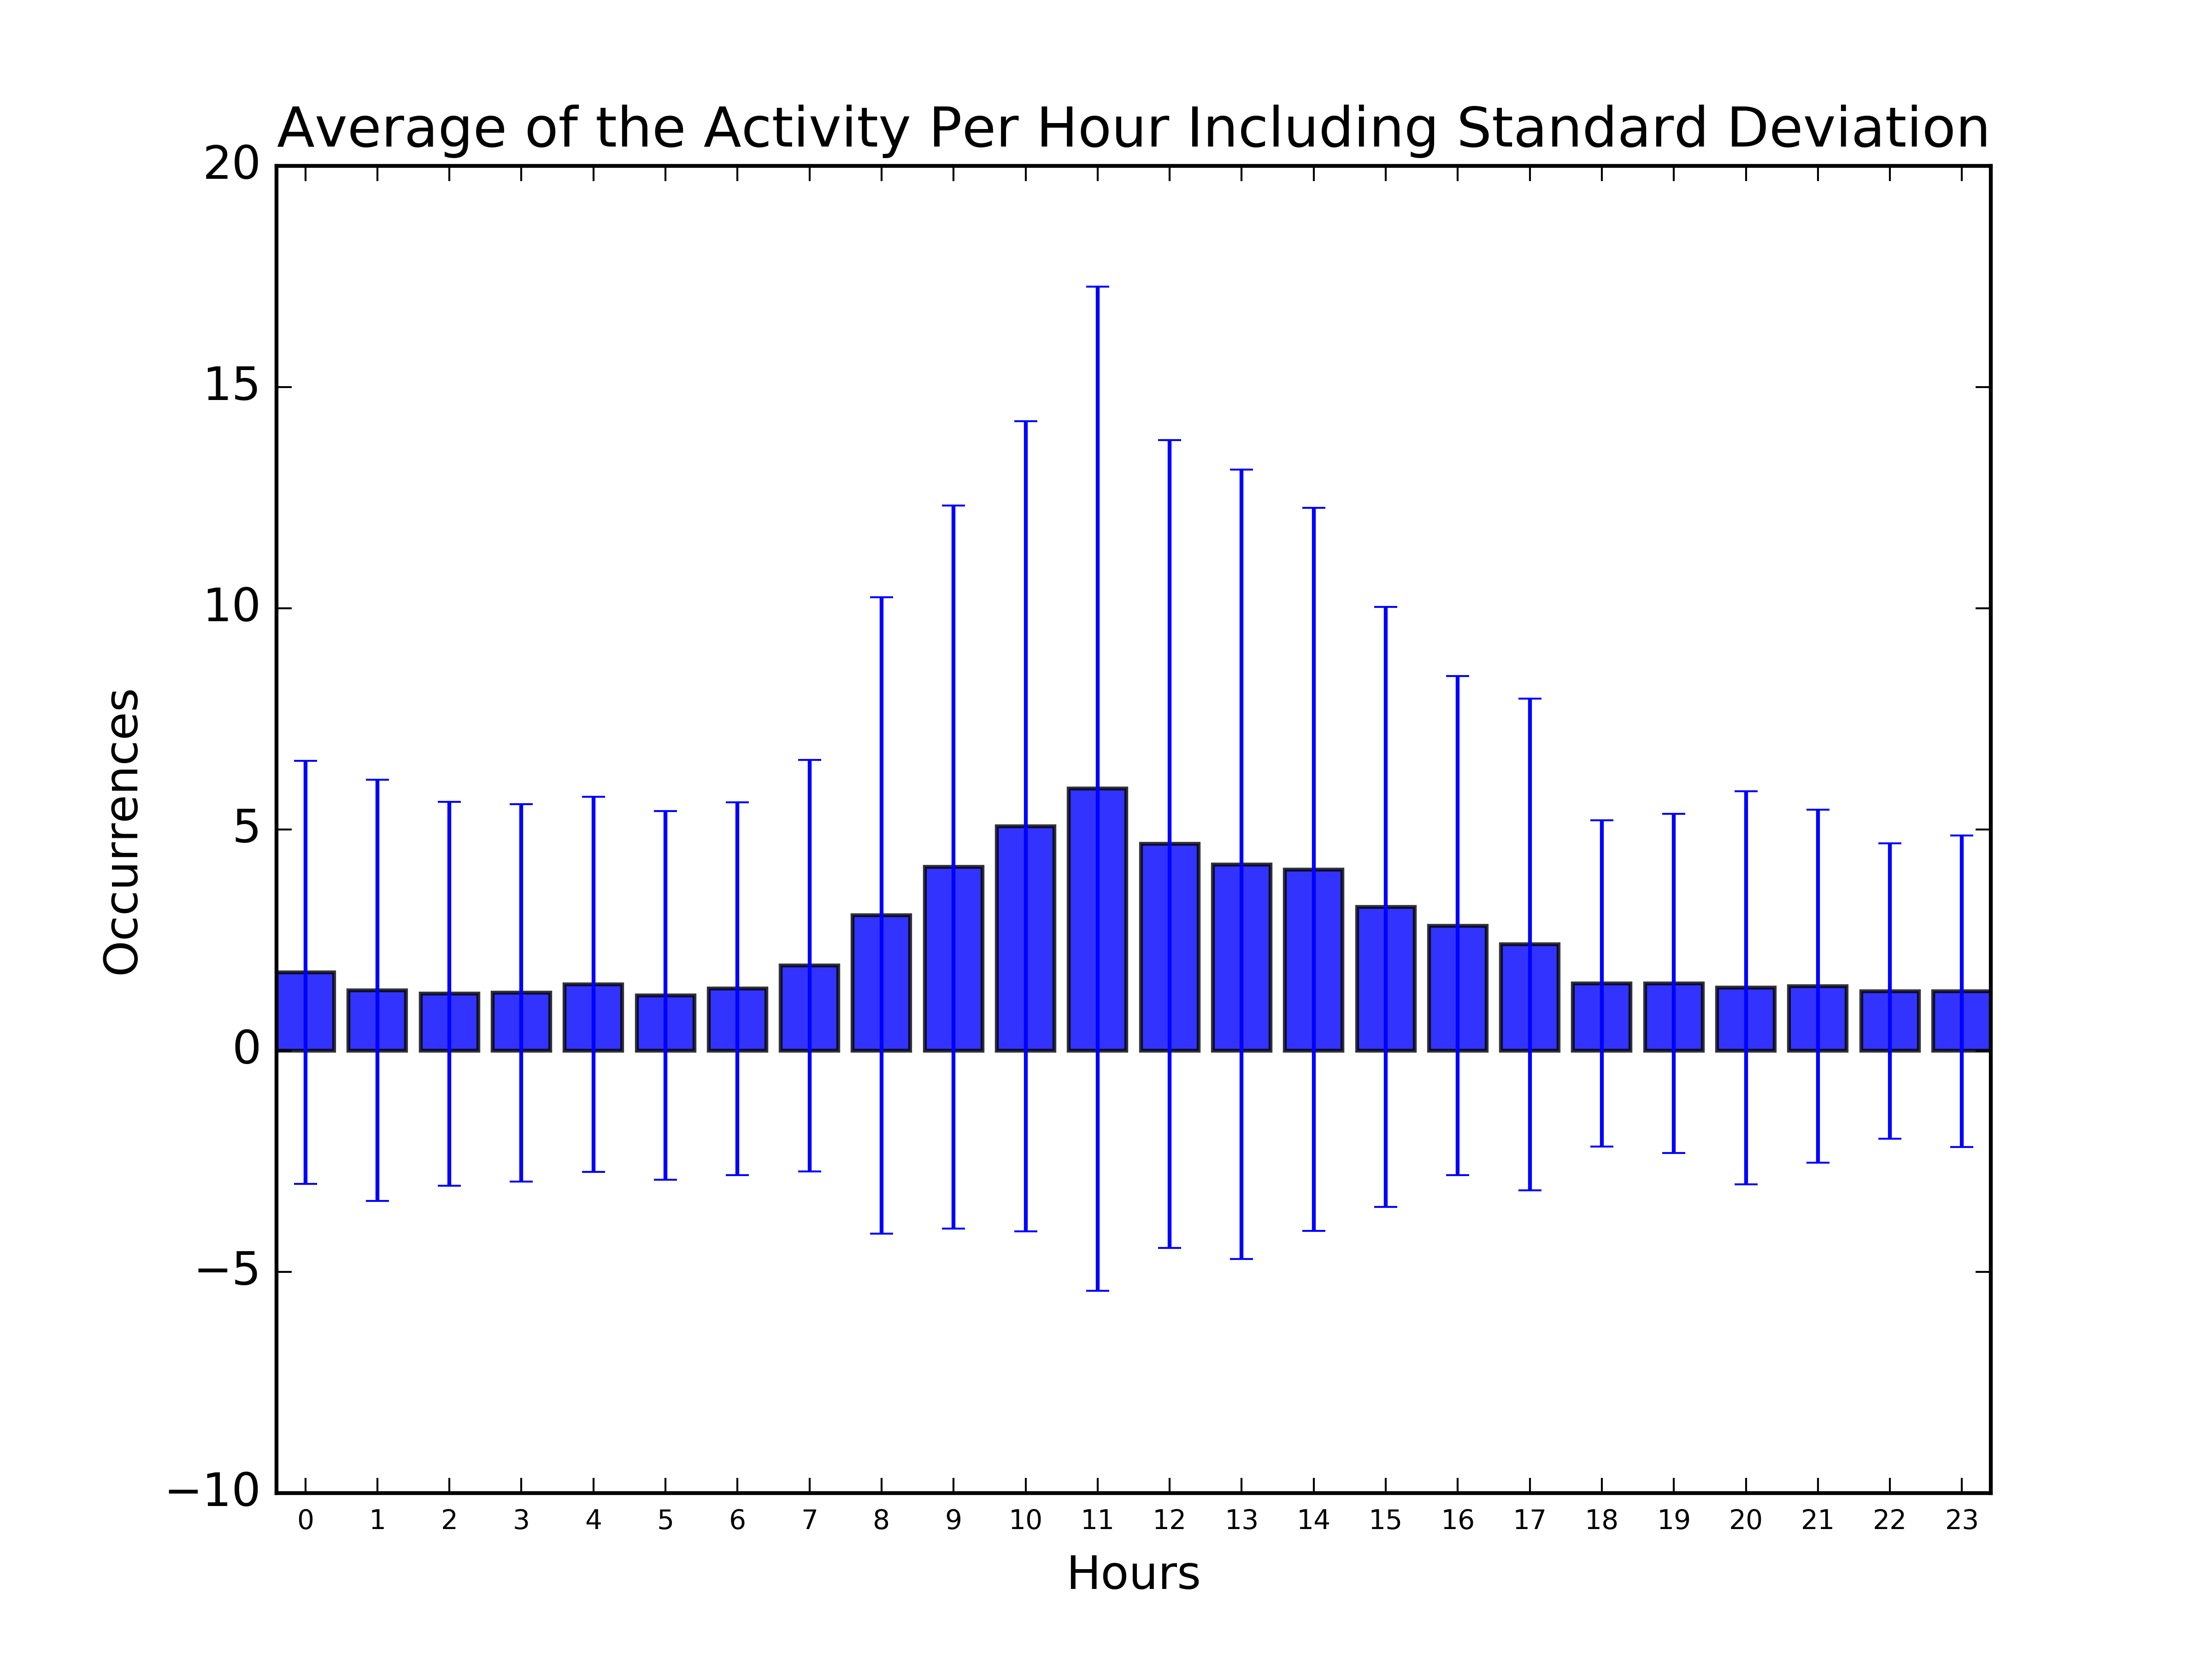 Average of the Activity Per Hour Including Standard Deviation
20
15
10
5
0
−5
−10
Occurrences
0 1 2 3 4 5 6 7 8 9 10 11 12 13 14 15 16 17 18 19 20 21 22 23
Hours